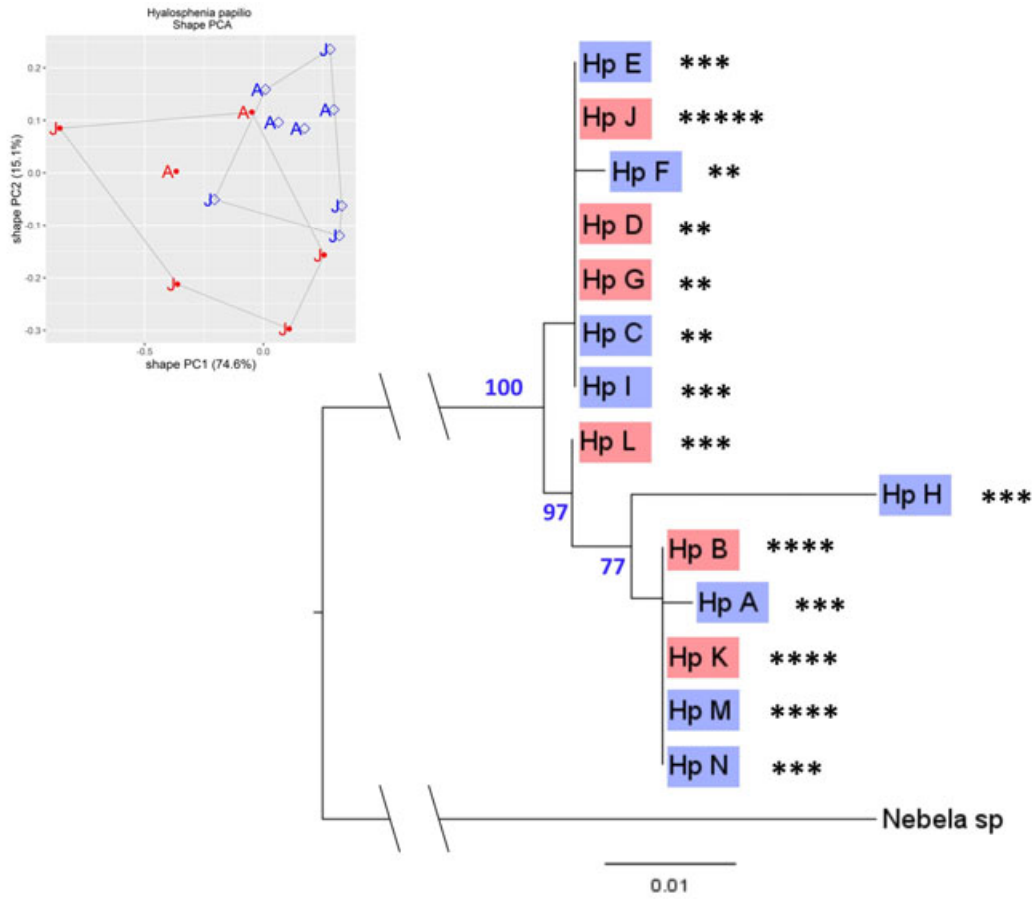 Hyalosphenia papilio
Shape PCA
shape PC2 (15.1%)
0.2
0.1
0.0
-0.1
-0.2
-0.3
J
A
A
A
A
J
A
A
J
J
J
J
J
J
-0.5
0.0
shape PC1 (74.6%)
Hp E ***
Hp J *****
Hp F **
Hp D **
Hp G **
Hp C **
Hp I ***
100
Hp L ***
Hp H ***
97
Hp B ****
77
Hp A ***
Hp K ****
Hp M ****
Hp N ***
Nebela sp
0.01